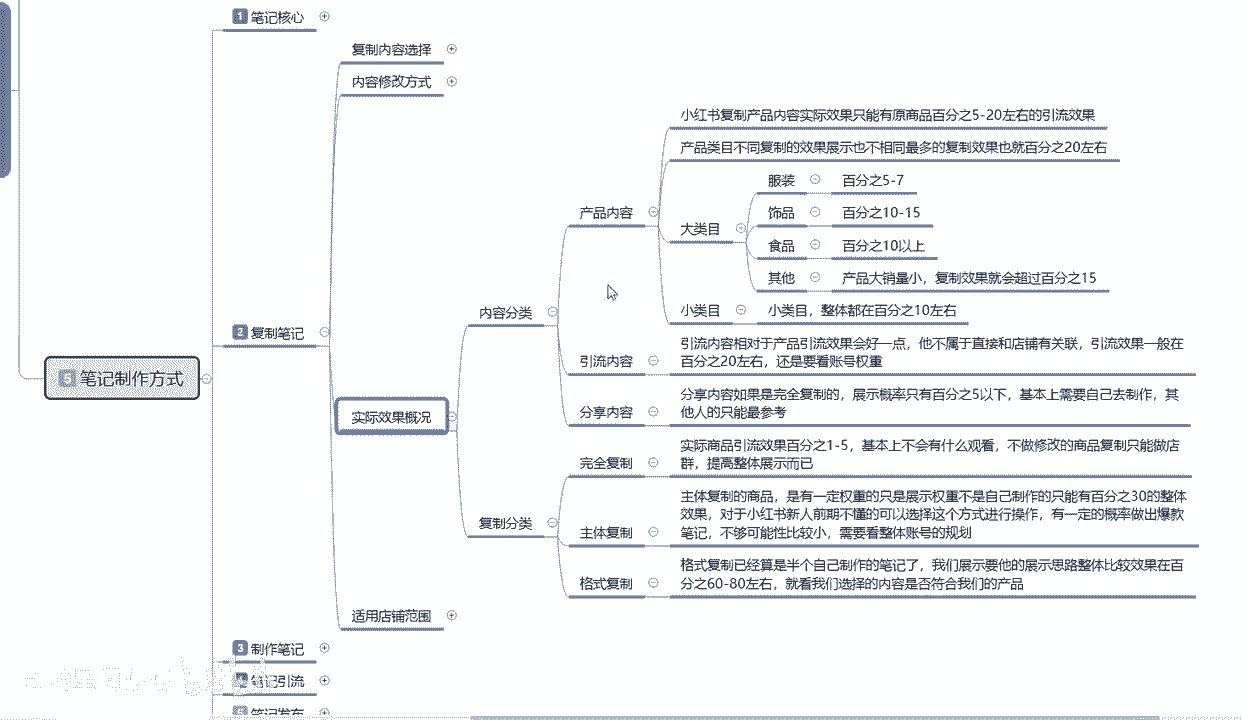 1 笔记核心
复制内容选择
内容修改方式
小红书复制产品内容实际效果只能有原商品百分之5-20左右的引流效果
产品类目不同复制的效果展示也不相同最多的复制效果也就百分之20左右
服装 百分之5-7
产品内容
饰品 百分之10-15
大类目
食品 百分之10以上
其他 产品大销量小，复制效果就会超过百分之15
内容分类
小类目 小类目，整体都在百分之10左右
2 复制笔记
引流内容相对于产品引流效果会好一点，他不属于直接和店铺有关联，引流效果一般在
引流内容
百分之20左右，还是要看账号权重
5 笔记制作方式
分享内容如果是完全复制的，展示概率只有百分之5以下，基本上需要自己去制作，其
分享内容
他人的只能最参考
实际效果概况
实际商品引流效果百分之1-5，基本上不会有什么观看，不做修改的商品复制只能做店
完全复制
群，提高整体展示而已
主体复制的商品，是有一定权重的只是展示权重不是自己制作的只能有百分之30的整体
复制分类
效果，对于小红书新人前期不懂的可以选择这个方式进行操作，有一定的概率做出爆款
主体复制
笔记，不够可能性比较小，需要看整体账号的规划
格式复制已经算是半个自己制作的笔记了，我们展示要他的展示思路整体比较效果在百
格式复制
分之60-80左右，就看我们选择的内容是否符合我们的产品
适用店铺范围
3 制作笔记
笔记引流
笔记发布